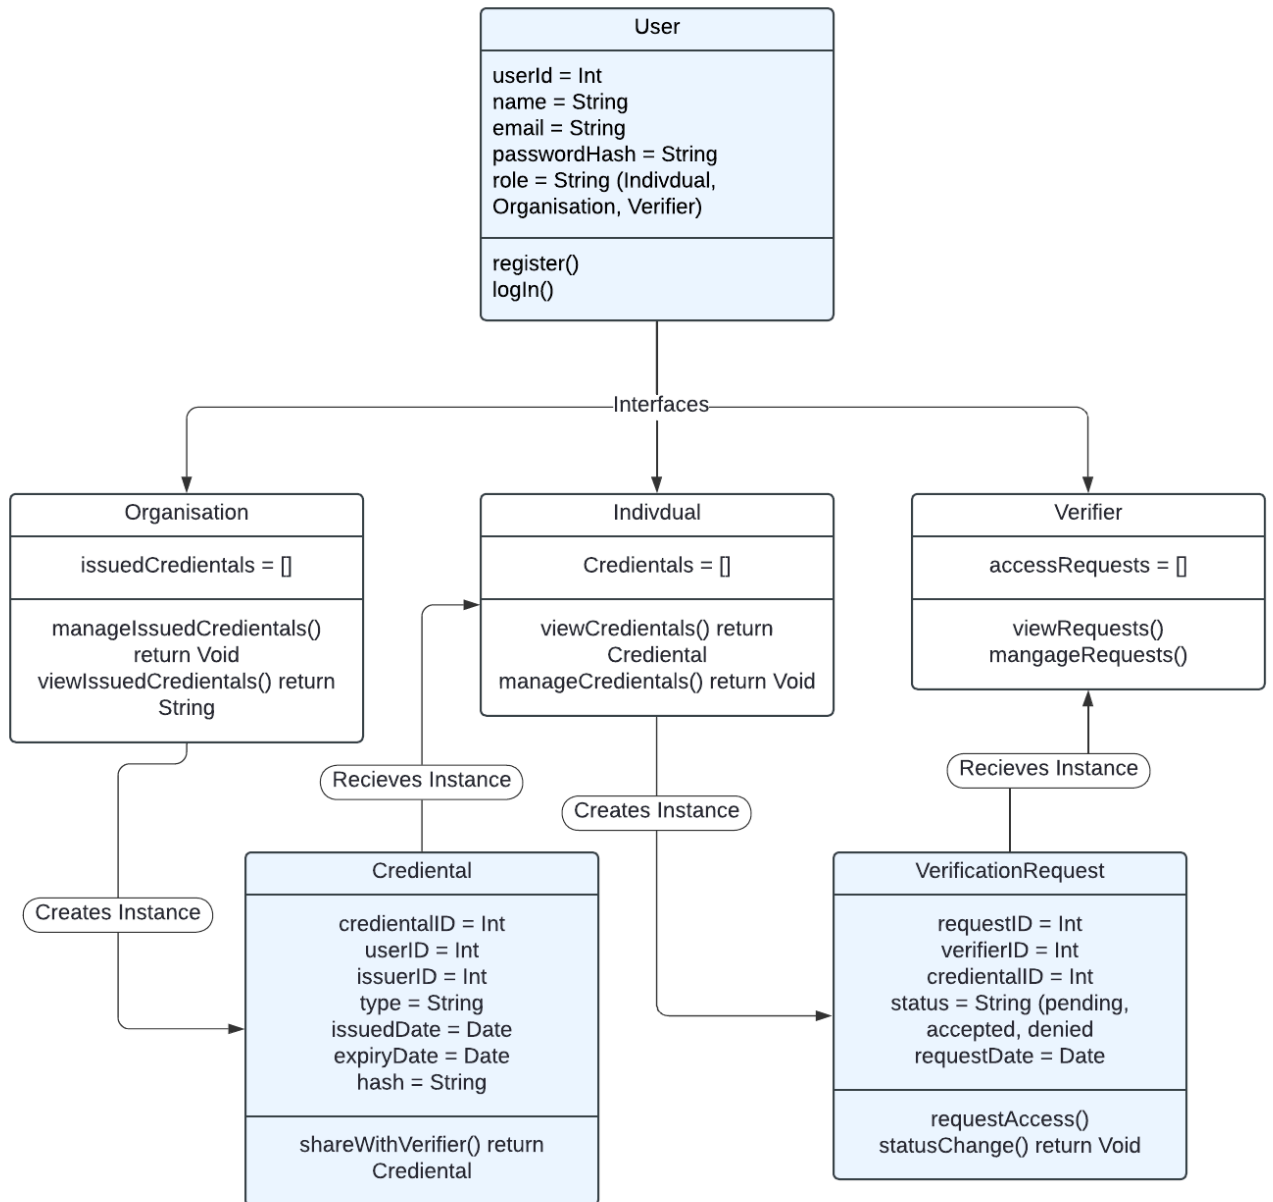 User
userId = Int
name = String
email = String
passwordHash = String
role = String (Indivdual,
Organisation, Verifier)
register()
logIn()
Interfaces
Organisation
issuedCredientals = []
manageIssuedCredientals()
return Void
viewIssuedCredientals() return
String
Indivdual
Credientals = []
viewCredientals() return
Crediental
manageCredientals() return Void
Verifier
accessRequests = []
viewRequests()
mangageRequests()
Recieves Instance
Creates Instance
Recieves Instance
Creates Instance
Crediental
credientalID = Int
userID = Int
issuerID = Int
type = String
issuedDate = Date
expiryDate = Date
hash = String
shareWithVerifier() return
Crediental
VerificationRequest
requestID = Int
verifierID = Int
credientalID = Int
status = String (pending,
accepted, denied
requestDate = Date
requestAccess()
statusChange() return Void